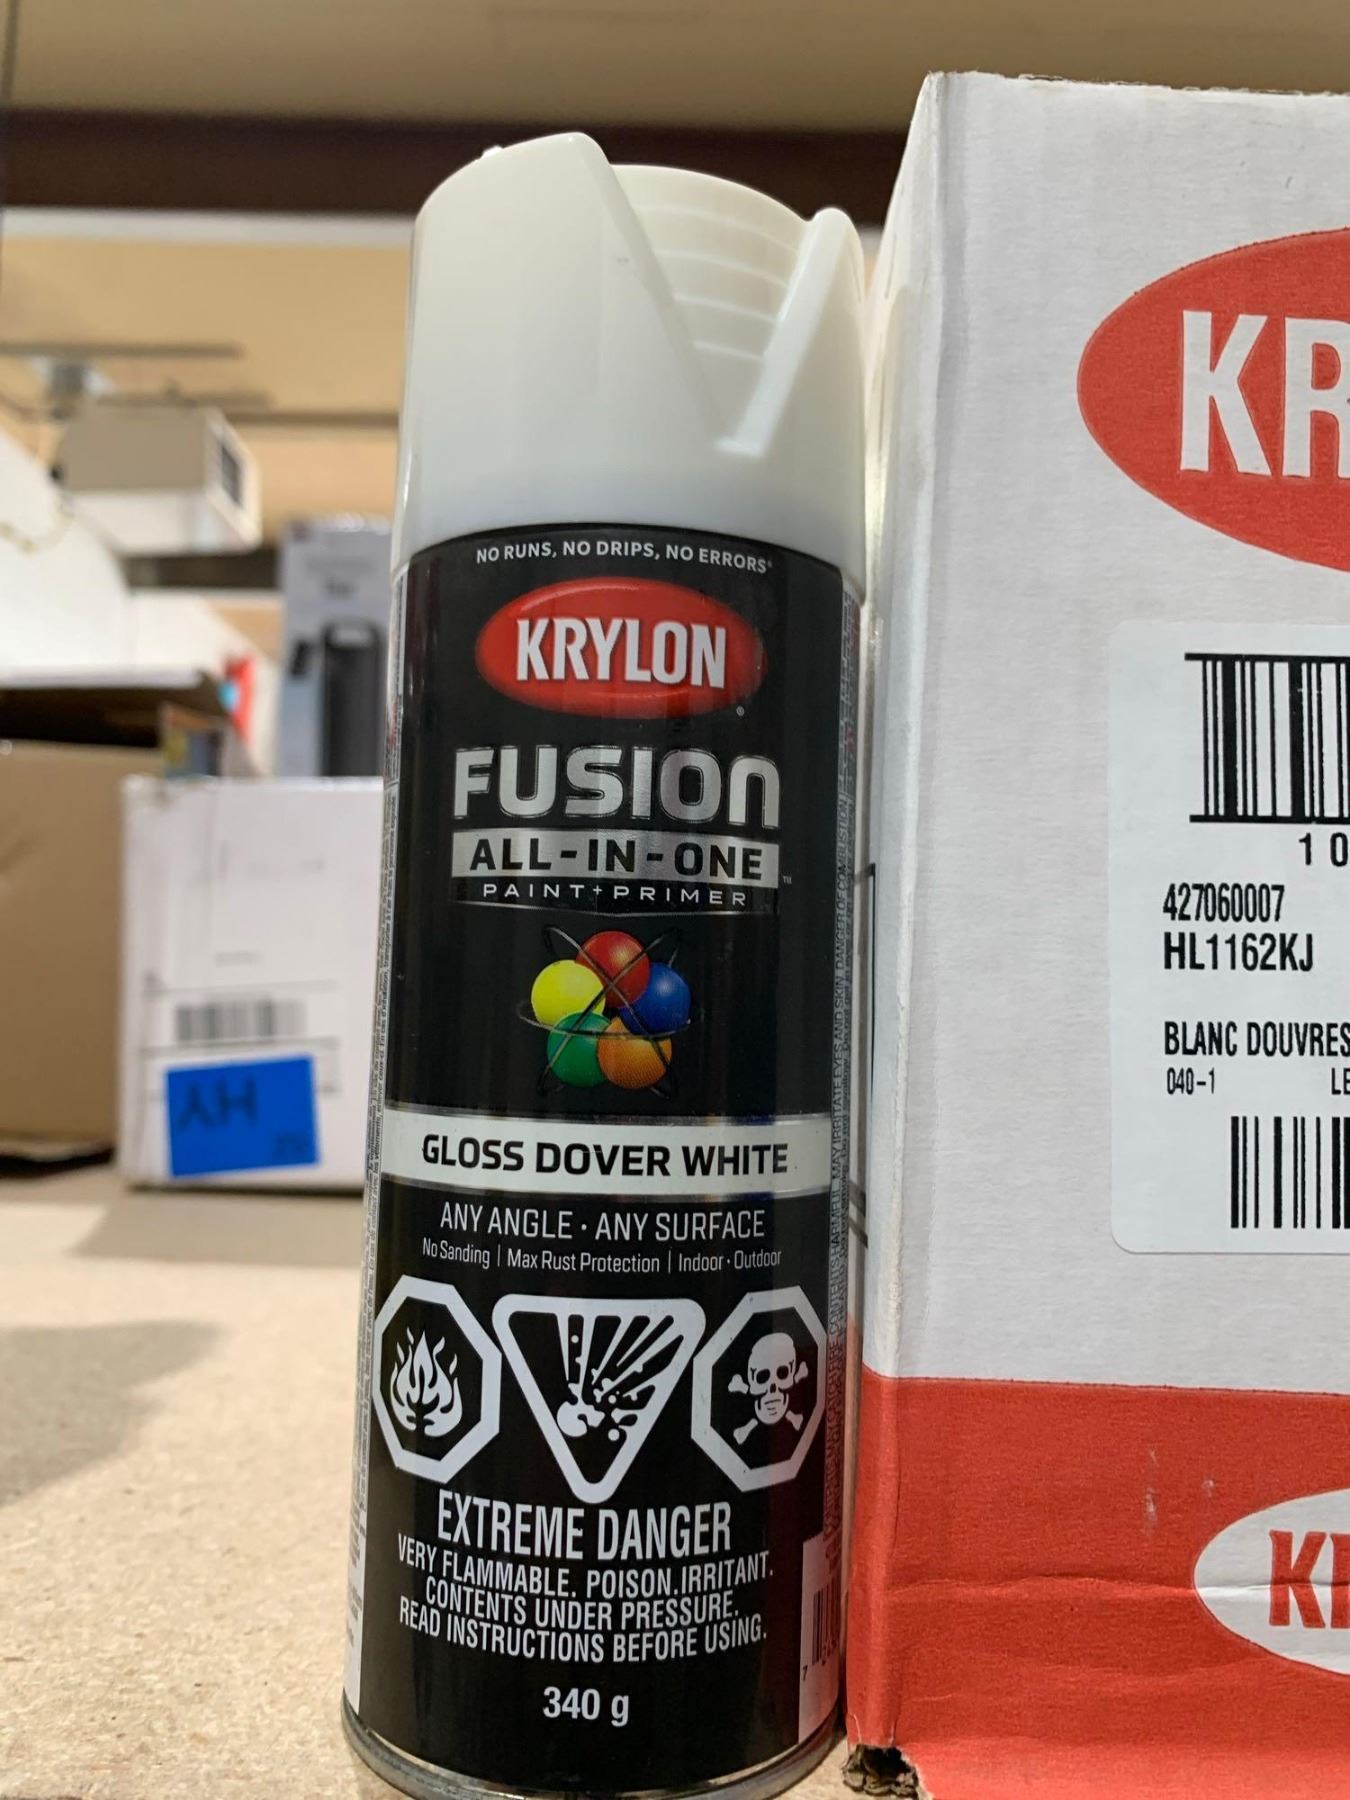 NO RUNS, NO DRIPS, NO ERRORS®
KRYLON®
FUSION
ALL-IN-ONE™
PAINT+PRIMER
GLOSS DOVER WHITE
ANY ANGLE · ANY SURFACE
No Sanding | Max Rust Protection | Indoor · Outdoor
EXTREME DANGER
VERY FLAMMABLE. POISON.IRRITANT.
CONTENTS UNDER PRESSURE.
READ INSTRUCTIONS BEFORE USING.
340 g
KR
10
427060007
HL1162KJ
BLANC DOUVRES
040-1 LE
AH